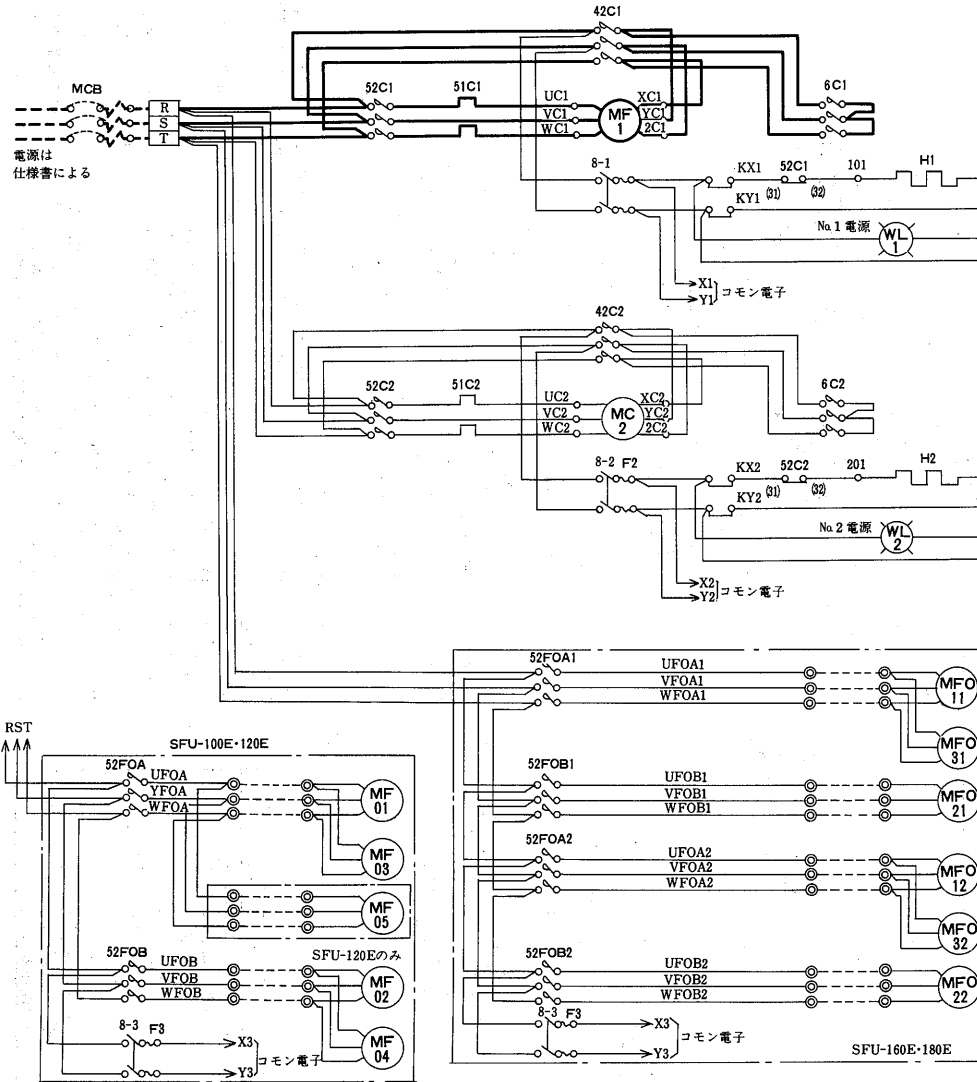 42C1
MCB
52C1
51C1
6C1
R
S
T
UC1
VC1
WC1
MF
1
XC1
YC1
2C1
電源は
仕様書による
8-1
KX1
52C1
101
H1
(31)
(32)
KY1
No.1 電源
WL
1
X1
Y1
コモン電子
42C2
52C2
51C2
6C2
UC2
VC2
WC2
MC
2
XC2
YC2
2C2
8-2 F2
KX2
52C2
201
H2
(31)
(32)
KY2
No.2 電源
WL
2
X2
Y2
コモン電子
52FOA1
UFOA1
VFOA1
WFOA1
MFO
11
MFO
31
52FOB1
UFOB1
VFOB1
WFOB1
MFO
21
52FOA2
UFOA2
VFOA2
WFOA2
MFO
12
MFO
32
52FOB2
UFOB2
VFOB2
WFOB2
MFO
22
8-3 F3
X3
Y3
コモン電子
SFU-160E・180E
RST
SFU-100E・120E
52FOA
UFOA
YFOA
WFOA
MF
01
MF
03
MF
05
SFU-120Eのみ
52FOB
UFOB
VFOB
WFOB
MF
02
MF
04
8-3 F3
X3
Y3
コモン電子